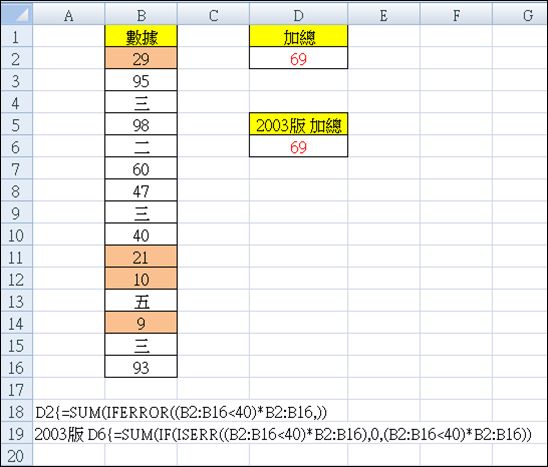 A B C D E F G
1 數據 加總
2 29 69
3 95
4 三
5 98 2003版 加總
6 二 69
7 60
8 47
9 三
10 40
11 21
12 10
13 五
14 9
15 三
16 93
17
18 D2{=SUM(IFERROR((B2:B16<40)*B2:B16,))
19 2003版 D6{=SUM(IF(ISERR((B2:B16<40)*B2:B16),0,(B2:B16<40)*B2:B16))
20